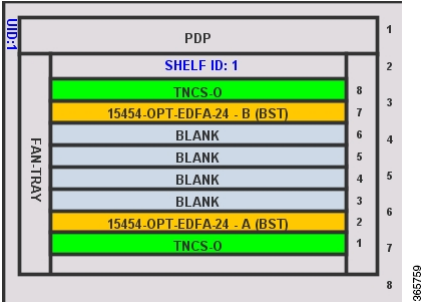 UID:1
PDP
1
SHELF ID: 1
2
TNCS-O
8
15454-OPT-EDFA-24 - B (BST)
7
3
BLANK
6
4
BLANK
5
BLANK
4
5
BLANK
3
15454-OPT-EDFA-24 - A (BST)
2
6
TNCS-O
1
7
FAN-TRAY
8
365759